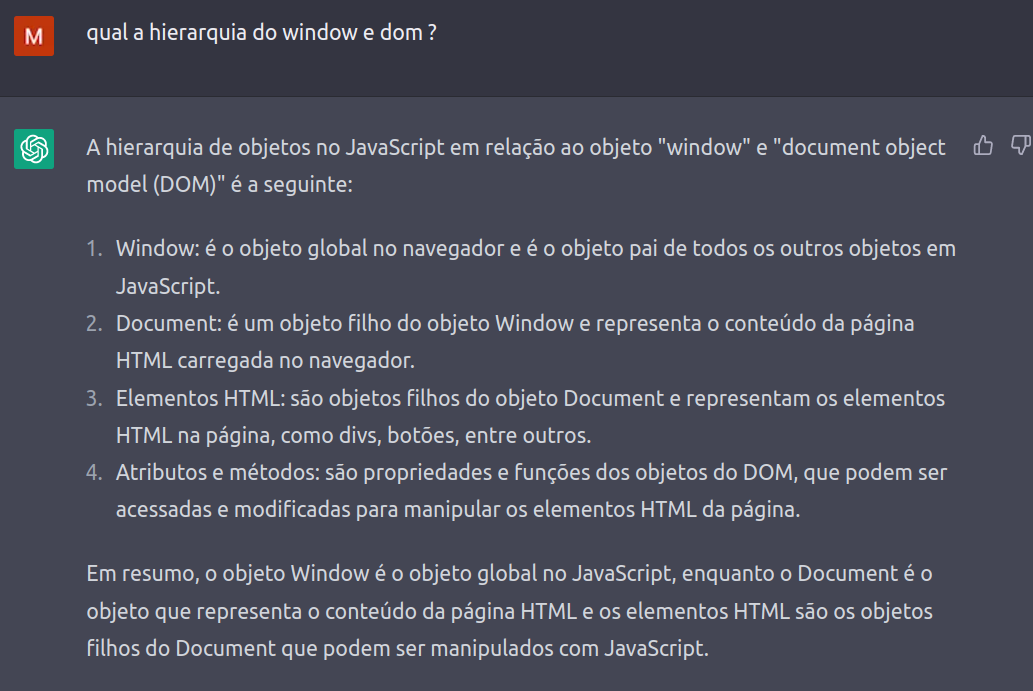 M
qual a hierarquia do window e dom ?
A hierarquia de objetos no JavaScript em relação ao objeto "window" e "document object
model (DOM)" é a seguinte:
1. Window: é o objeto global no navegador e é o objeto pai de todos os outros objetos em
JavaScript.
2. Document: é um objeto filho do objeto Window e representa o conteúdo da página
HTML carregada no navegador.
3. Elementos HTML: são objetos filhos do objeto Document e representam os elementos
HTML na página, como divs, botões, entre outros.
4. Atributos e métodos: são propriedades e funções dos objetos do DOM, que podem ser
acessadas e modificadas para manipular os elementos HTML da página.
Em resumo, o objeto Window é o objeto global no JavaScript, enquanto o Document é o
objeto que representa o conteúdo da página HTML e os elementos HTML são os objetos
filhos do Document que podem ser manipulados com JavaScript.